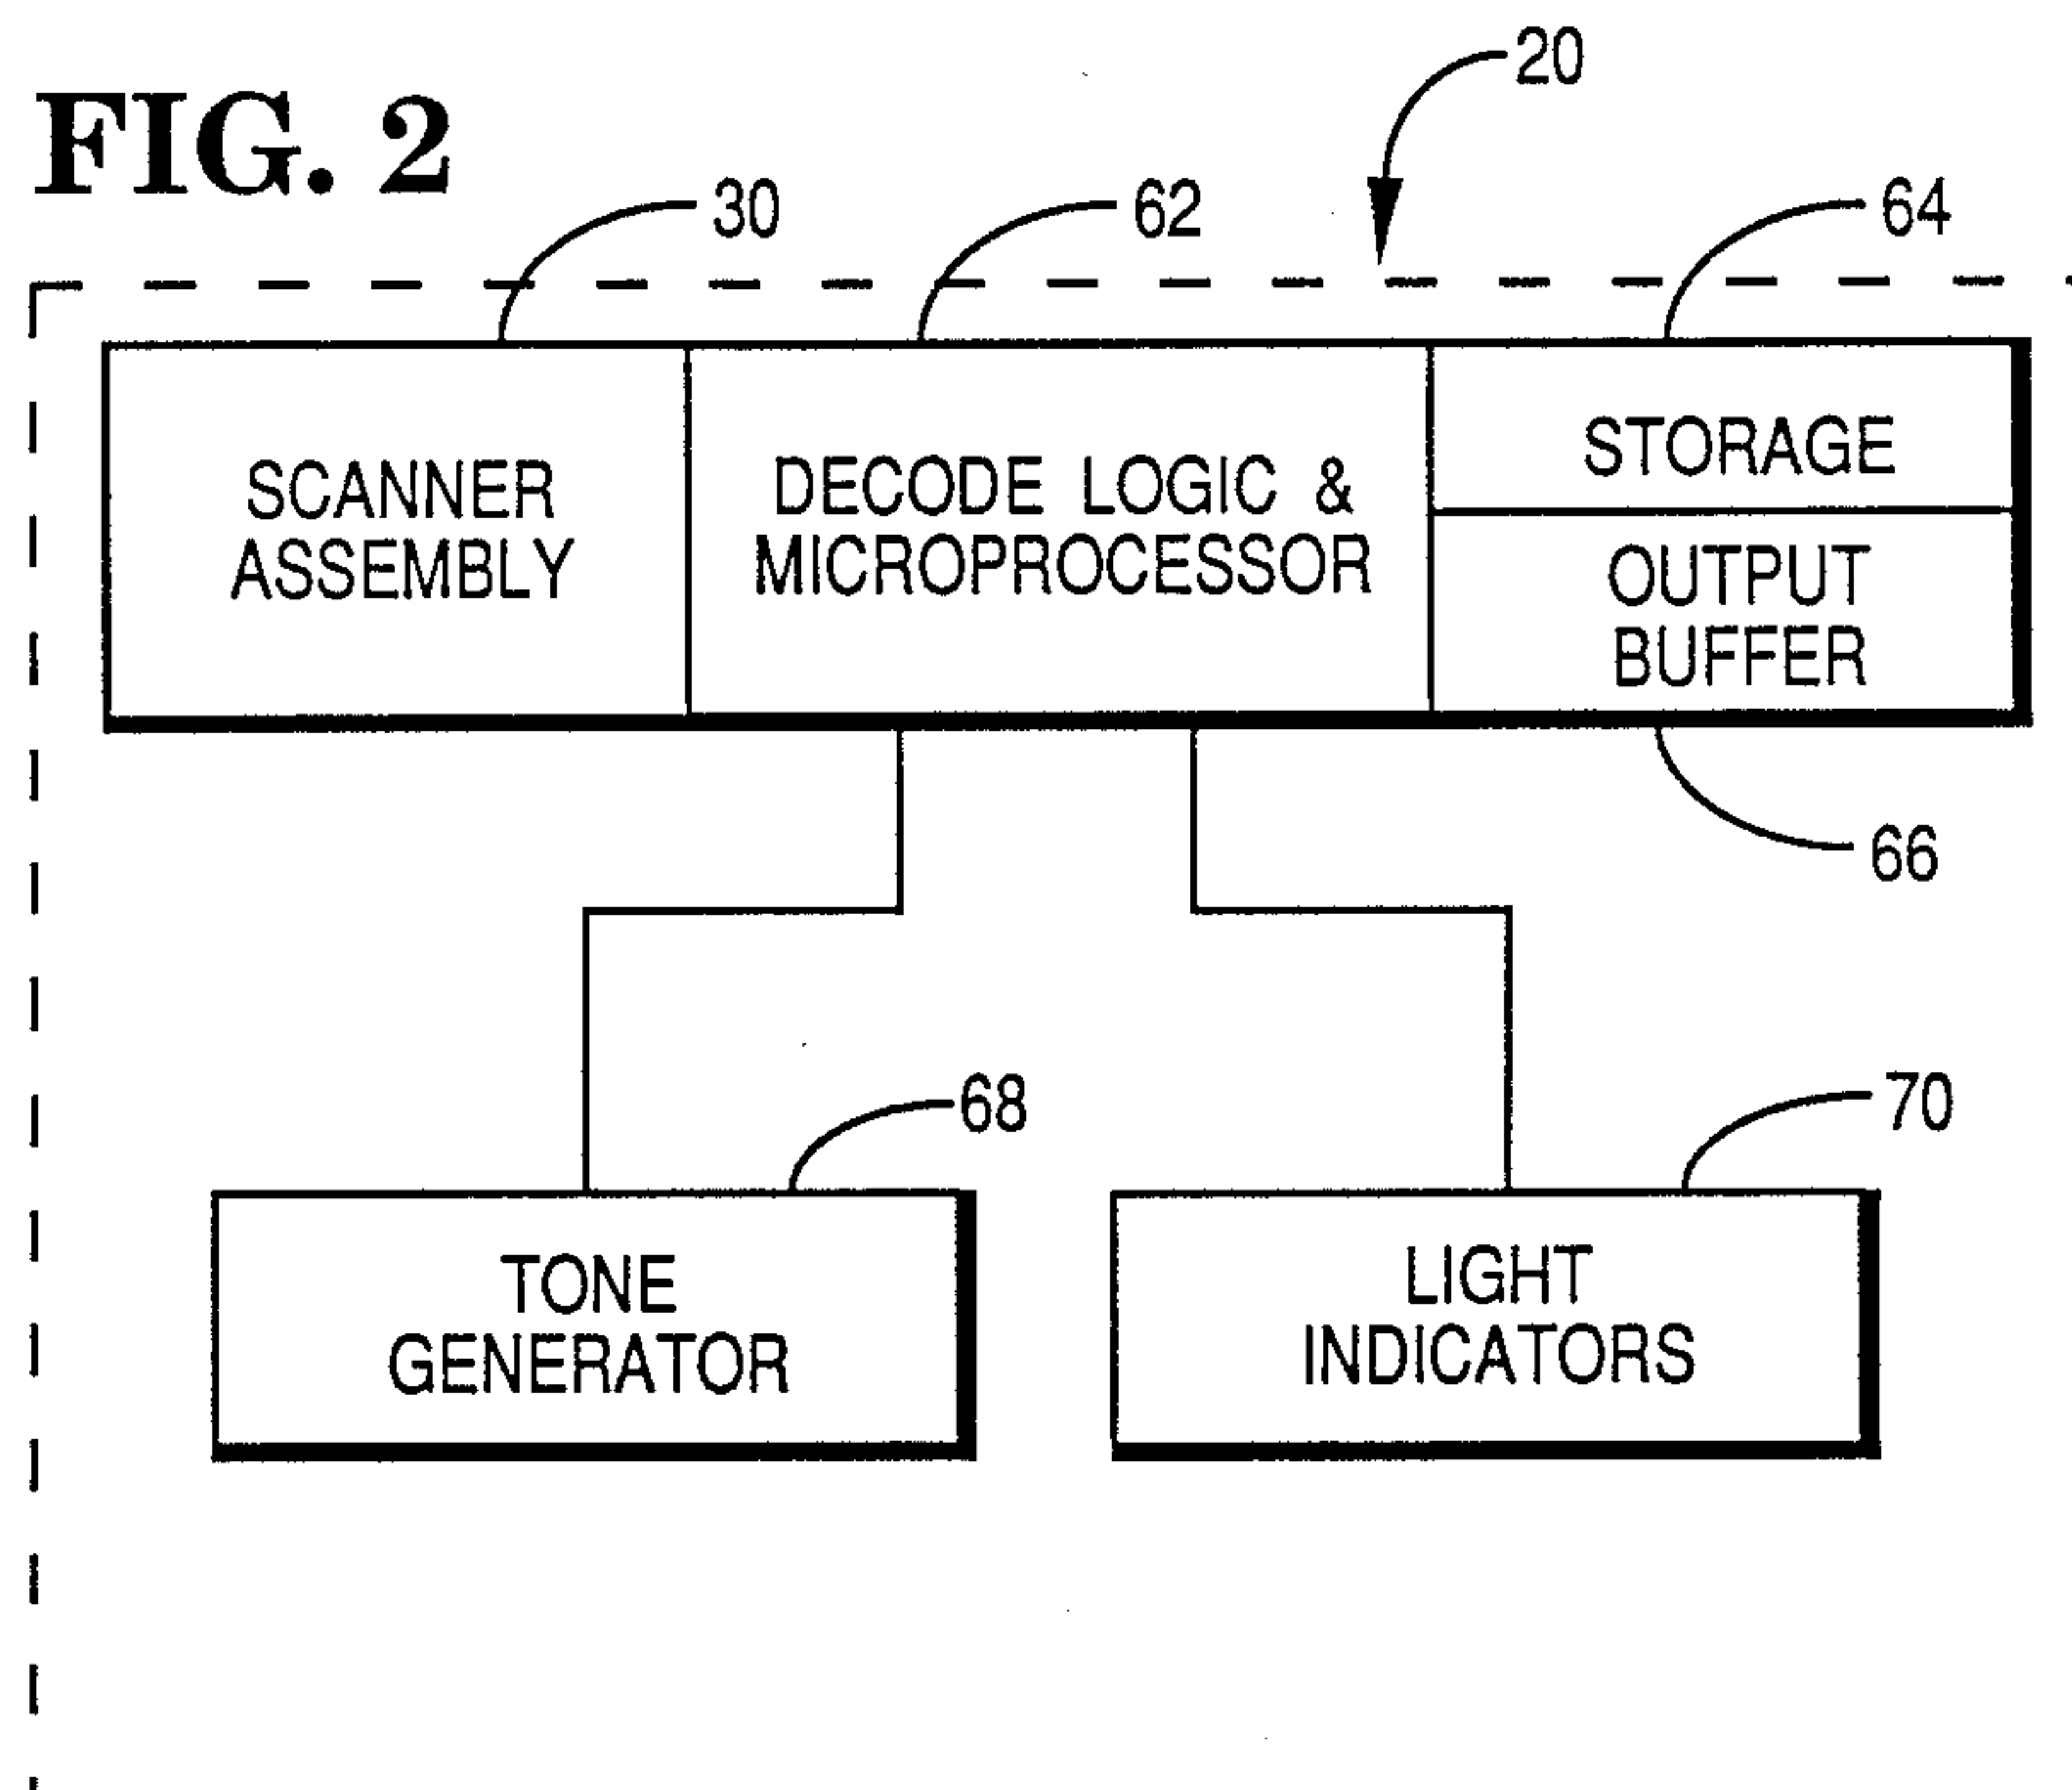 FIG. 2
20
30
62
64
SCANNER
ASSEMBLY
DECODE LOGIC &
MICROPROCESSOR
STORAGE
OUTPUT
BUFFER
66
68
70
TONE
GENERATOR
LIGHT
INDICATORS